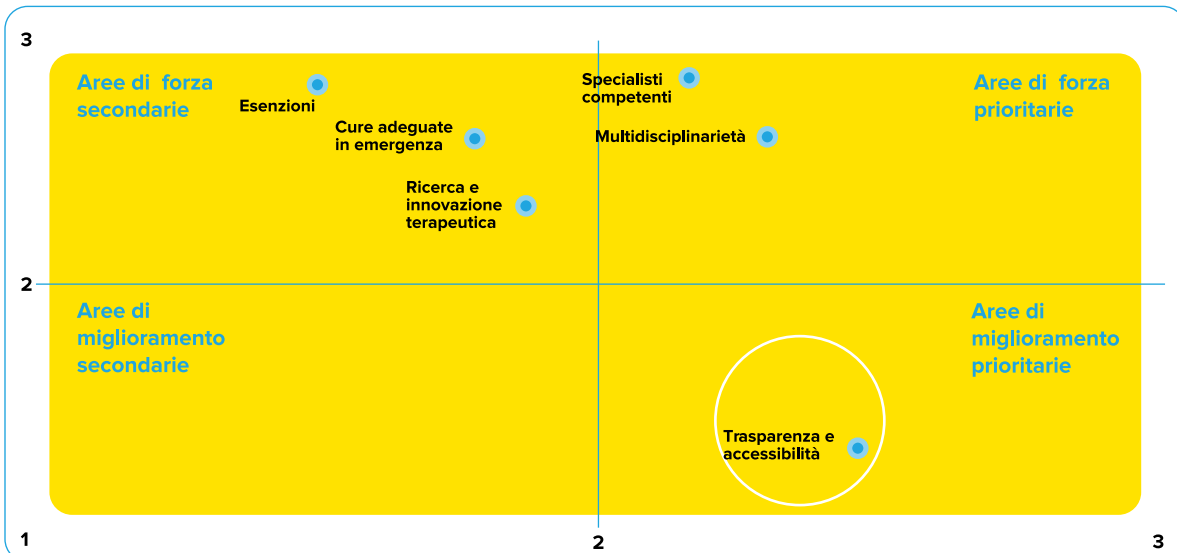 3
Aree di forza
secondarie
Esenzioni
Cure adeguate
in emergenza
Ricerca e
innovazione
terapeutica
Specialisti
competenti
Multidisciplinarietà
Aree di forza
prioritarie
2
Aree di
miglioramento
secondarie
Aree di
miglioramento
prioritarie
Trasparenza e
accessibilità
1
2
3